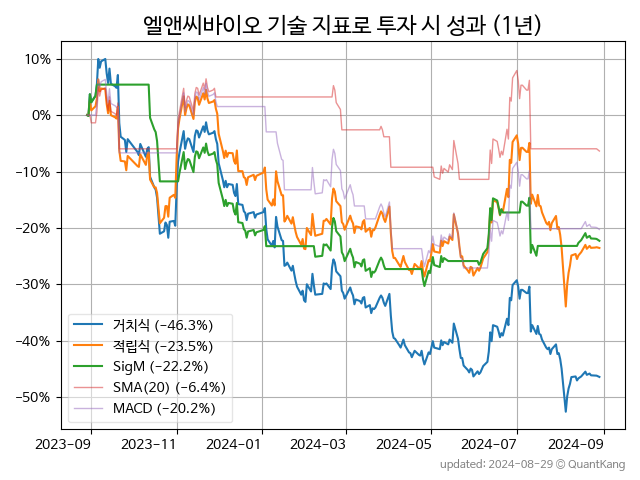 엘앤씨바이오 기술 지표로 투자 시 성과 (1년)
10%
0%
−10%
−20%
−30%
−40%
−50%
거치식 (−46.3%)
적립식 (−23.5%)
SigM (−22.2%)
SMA(20) (−6.4%)
MACD (−20.2%)
2023-09
2023-11
2024-01
2024-03
2024-05
2024-07
2024-09
updated: 2024-08-29 © QuantKang